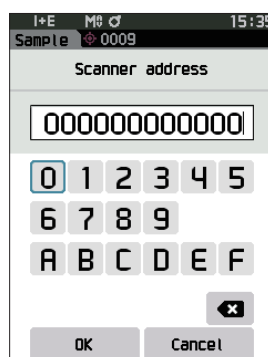 I+E 15:35
Sample 0009
Scanner address
000000000000
0 1 2 3 4 5
6 7 8 9
A B C D E F
OK Cancel